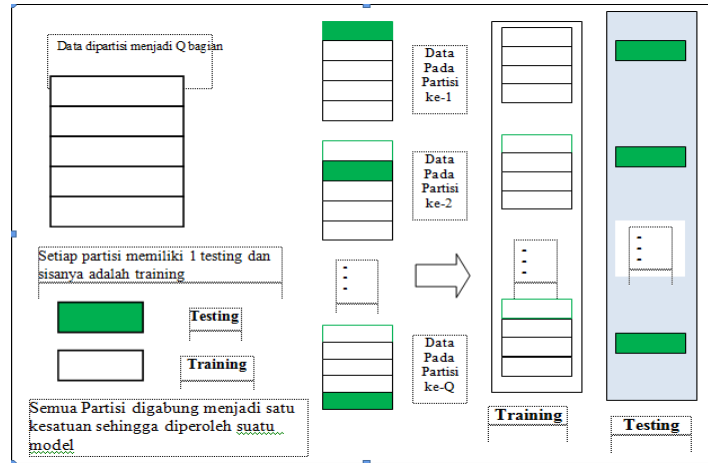 Data dipartisi menjadi Q bagian
Setiap partisi memiliki 1 testing dan
sisanya adalah training
Testing
Training
Semua Partisi digabung menjadi satu
kesatuan sehingga diperoleh suatu
model
Data
Pada
Partisi
ke-1
Data
Pada
Partisi
ke-2
Data
Pada
Partisi
ke-Q
Training
Testing